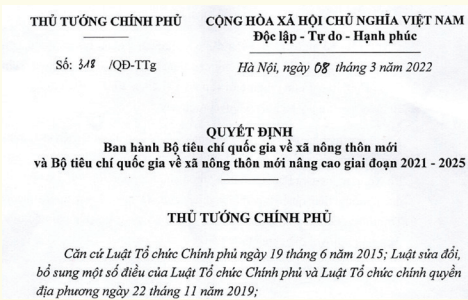 THỦ TƯỚNG CHÍNH PHỦ
CỘNG HÒA XÃ HỘI CHỦ NGHĨA VIỆT NAM
Độc lập - Tự do - Hạnh phúc
Số: 318 /QĐ-TTg
Hà Nội, ngày 08 tháng 3 năm 2022
QUYẾT ĐỊNH
Ban hành Bộ tiêu chí quốc gia về xã nông thôn mới
và Bộ tiêu chí quốc gia về xã nông thôn mới nâng cao giai đoạn 2021 - 2025
THỦ TƯỚNG CHÍNH PHỦ
Căn cứ Luật Tổ chức Chính phủ ngày 19 tháng 6 năm 2015; Luật sửa đổi,
bổ sung một số điều của Luật Tổ chức Chính phủ và Luật Tổ chức chính quyền
địa phương ngày 22 tháng 11 năm 2019;